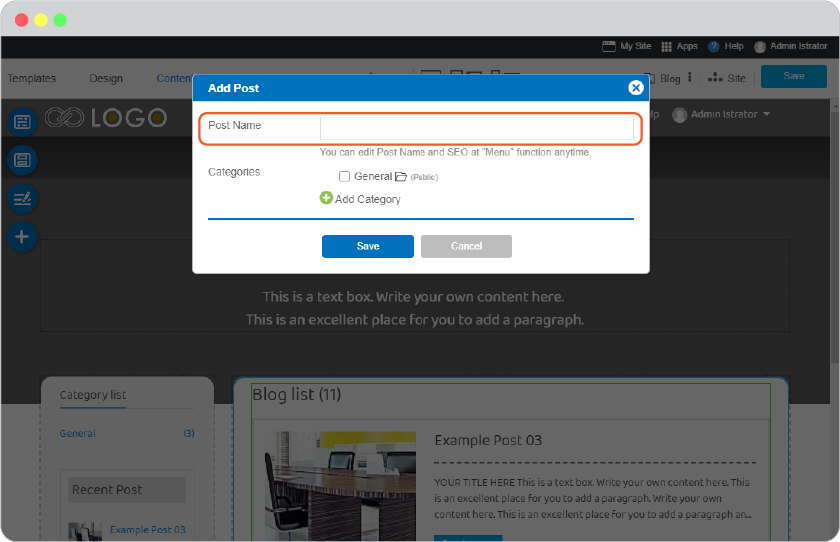 My Site Apps ? Help Admin Istrator
Templates Design Conten Blog Site Save
LOGO lp Admin Istrator
Add Post
Post Name
You can edit Post Name and SEO at "Menu" function anytime.
Categories
General (Public)
Add Category
Save Cancel
This is a text box. Write your own content here.
This is an excellent place for you to add a paragraph.
Category list
General (3)
Recent Post
Example Post 03
Blog list (11)
Example Post 03
YOUR TITLE HERE This is a text box. Write your own content here. This
is an excellent place for you to add a paragraph. Write your own
content here. This is an excellent place for you to add a paragraph an...